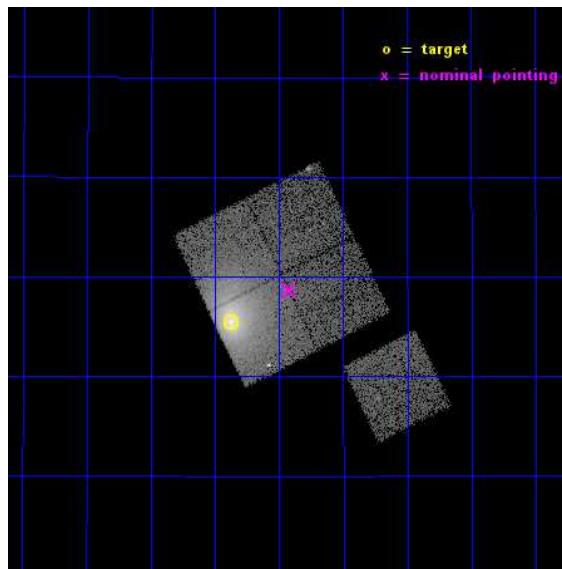 o = target
x = nominal pointing